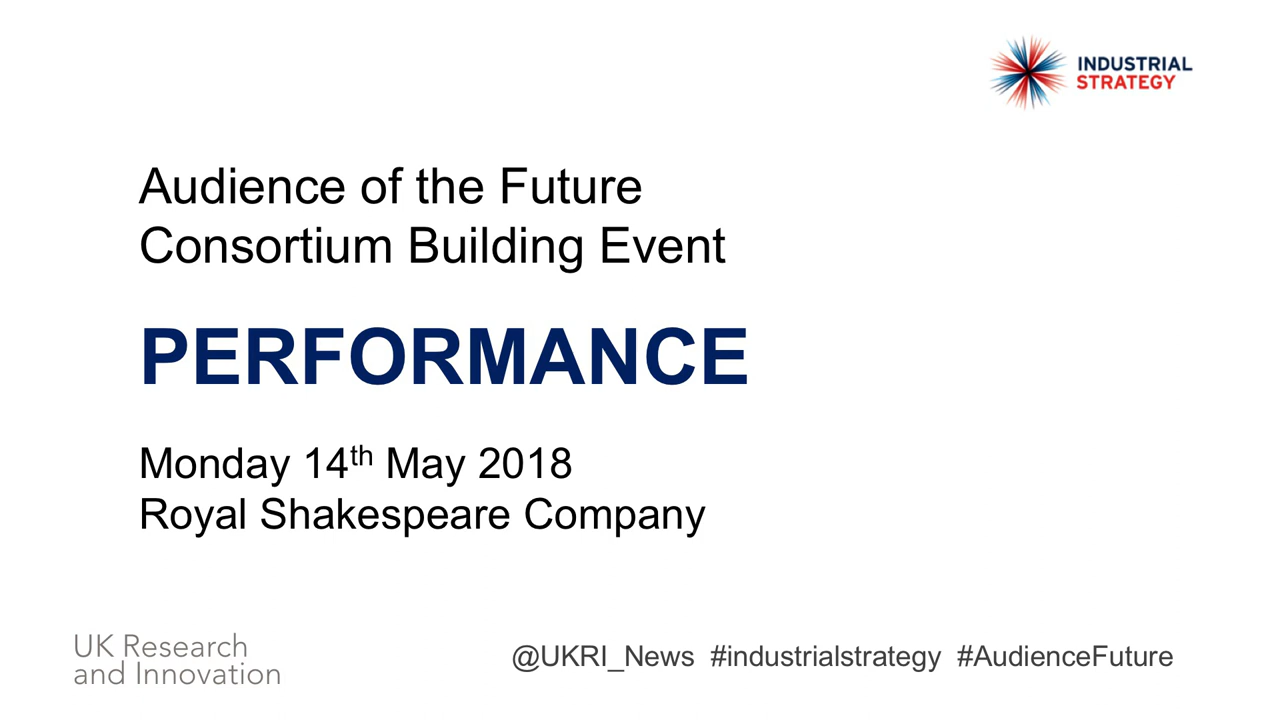 INDUSTRIAL
STRATEGY
Audience of the Future
Consortium Building Event
PERFORMANCE
Monday 14th May 2018
Royal Shakespeare Company
UK Research
and Innovation
@UKRI_News #industrialstrategy #AudienceFuture